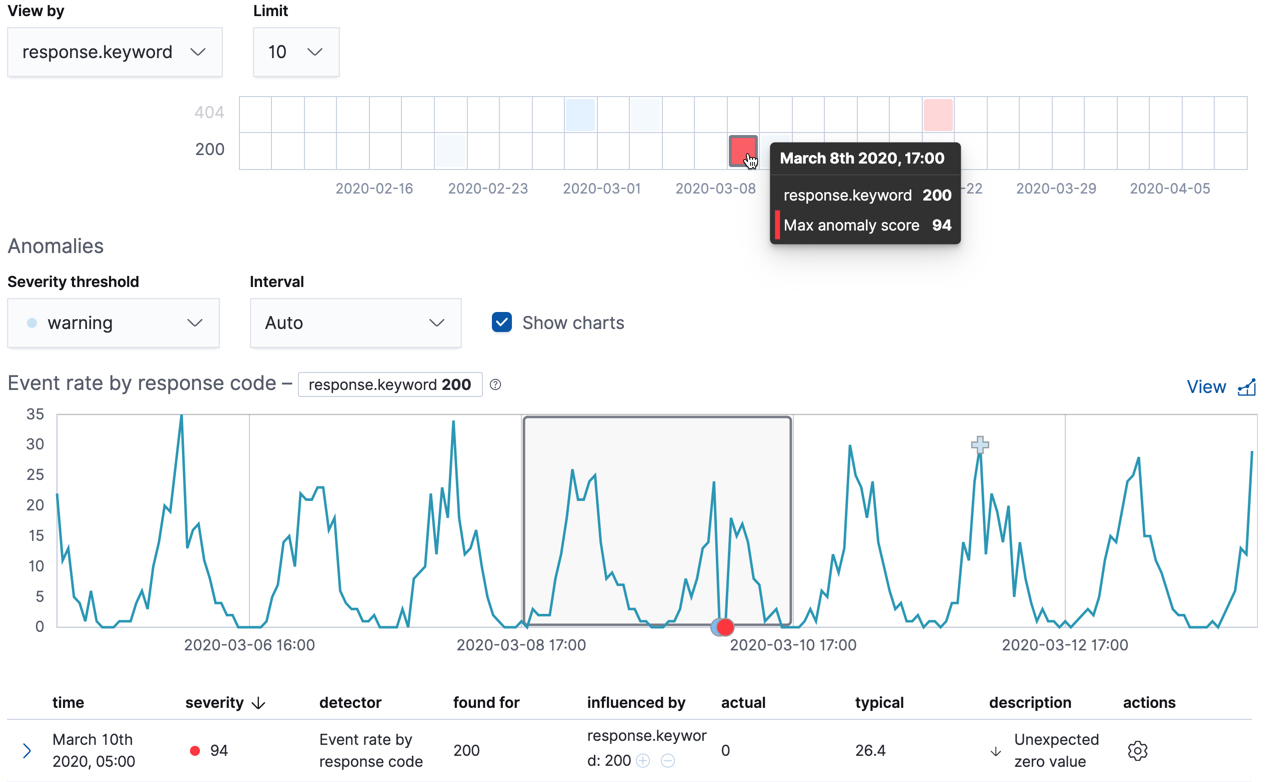 View by
Limit
response.keyword
10
404
200
March 8th 2020, 17:00
response.keyword 200
Max anomaly score 94
2020-02-16 2020-02-23 2020-03-01 2020-03-08 -22 2020-03-29 2020-04-05
Anomalies
Severity threshold
Interval
warning
Auto
Show charts
Event rate by response code – response.keyword 200
View
35
30
25
20
15
10
5
0
2020-03-06 16:00 2020-03-08 17:00 2020-03-10 17:00 2020-03-12 17:00
time severity detector found for influenced by actual typical description actions
March 10th
2020, 05:00
94
Event rate by
response code
200
response.keywor
d: 200
0
26.4
Unexpected
zero value